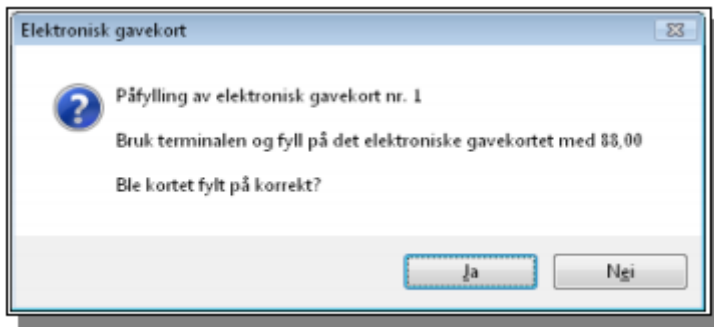 Elektronisk gavekort
Påfylling av elektronisk gavekort nr. 1
Bruk terminalen og fyll på det elektroniske gavekortet med 88,00
Ble kortet fylt på korrekt?
Ja
Nei